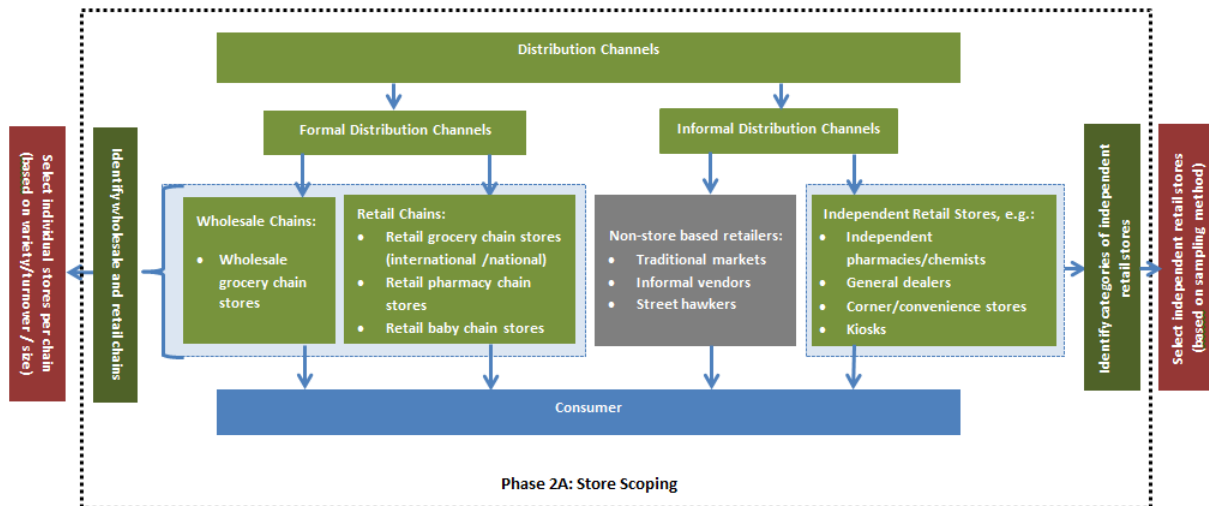 Distribution Channels
Formal Distribution Channels
Informal Distribution Channels
Select individual stores per chain
(based on variety/turnover / size)
Identify wholesale and retail chains
Wholesale Chains:
• Wholesale
grocery chain
stores
Retail Chains:
• Retail grocery chain stores
(international /national)
• Retail pharmacy chain
stores
• Retail baby chain stores
Non-store based retailers:
• Traditional markets
• Informal vendors
• Street hawkers
Independent Retail Stores, e.g.:
• Independent
pharmacies/chemists
• General dealers
• Corner/convenience stores
• Kiosks
Identify categories of independent
retail stores
Select independent retail stores
(based on sampling method)
Consumer
Phase 2A: Store Scoping